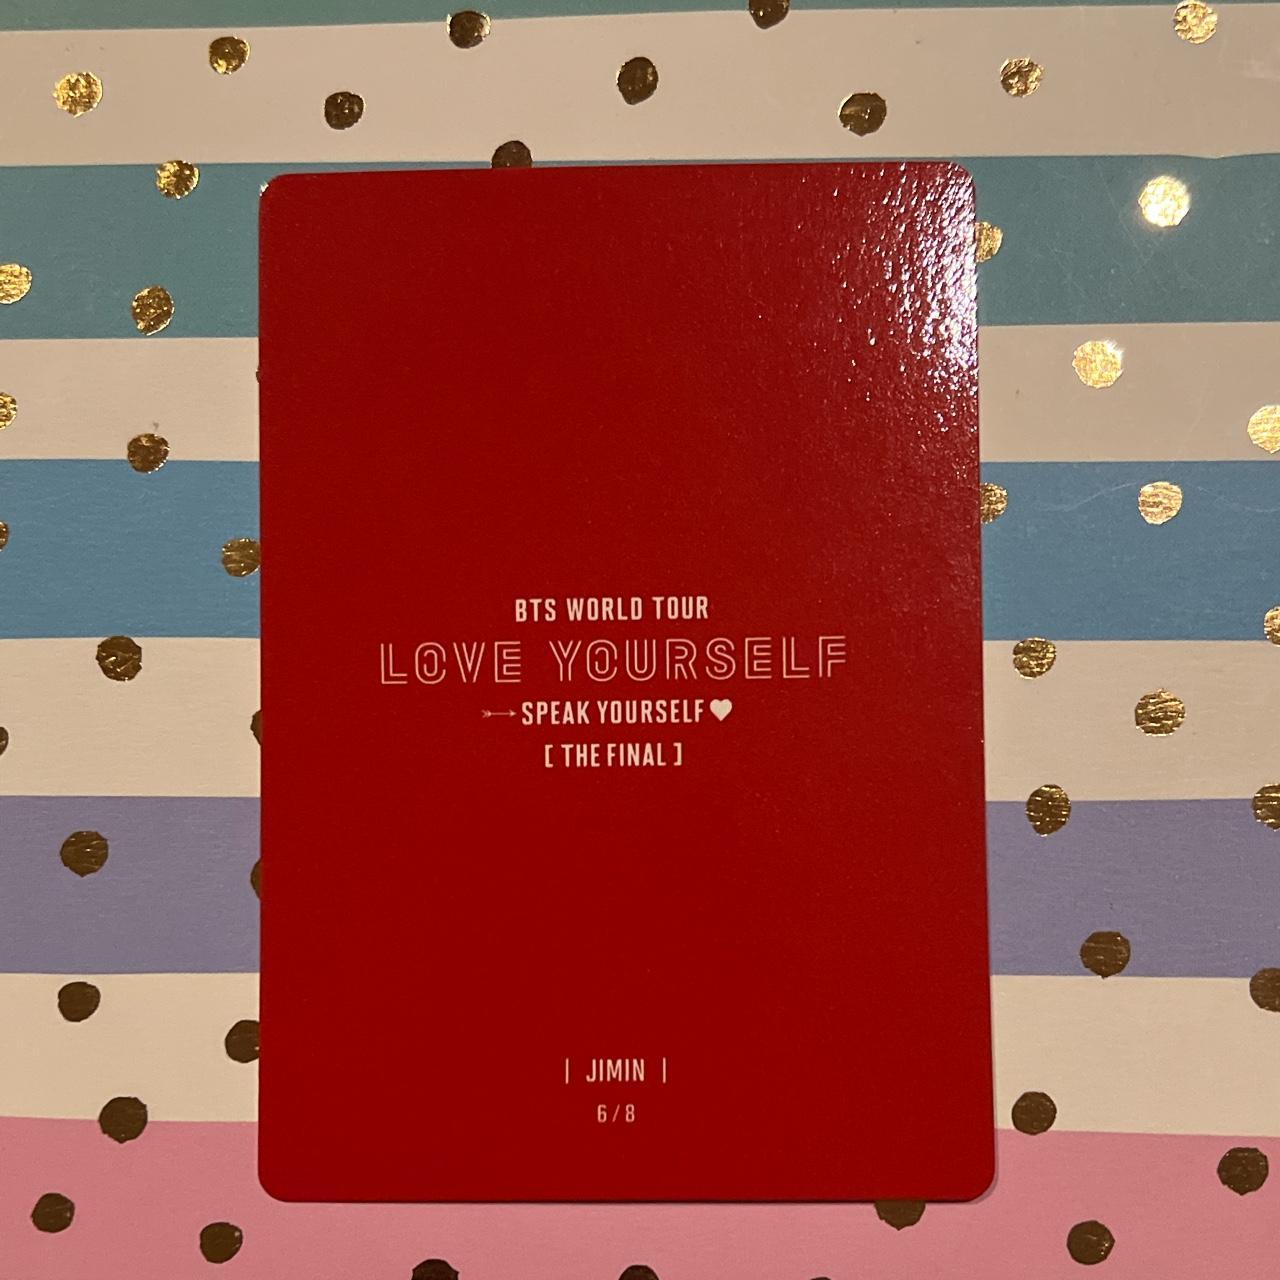 BTS WORLD TOUR
LOVE YOURSELF
SPEAK YOURSELF
[ THE FINAL ]
| JIMIN |
6/8